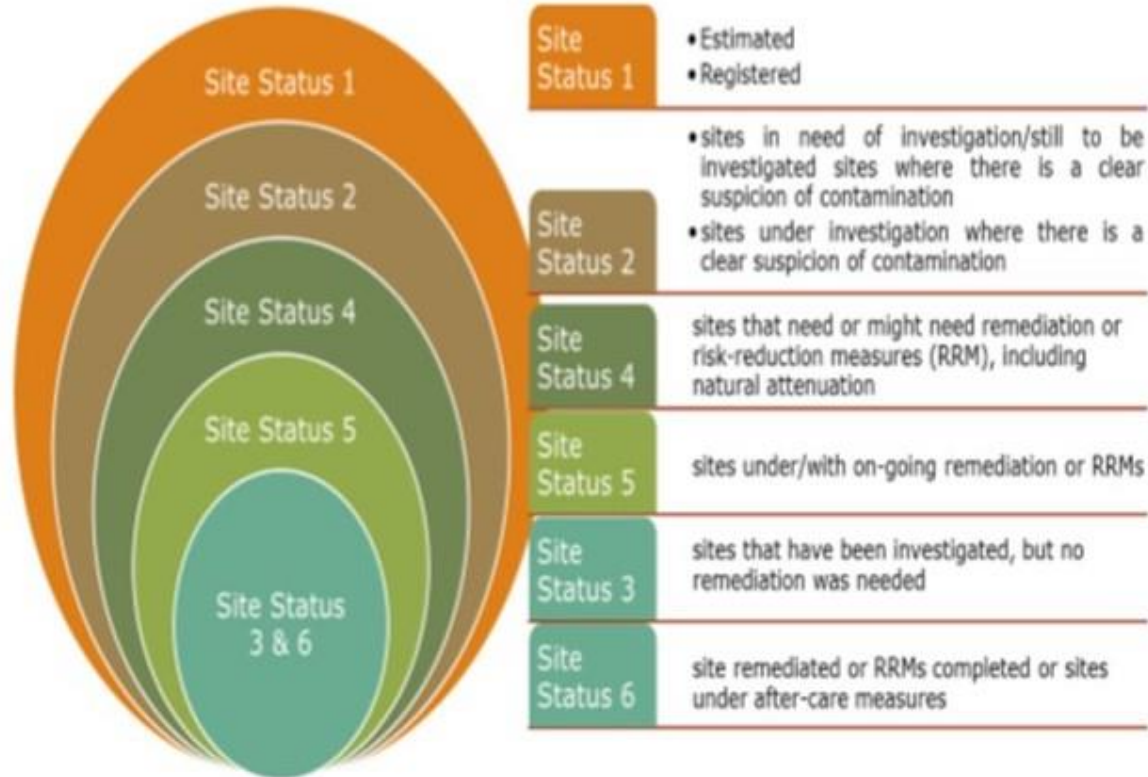 Site Status 1
Site Status 2
Site Status 4
Site Status 5
Site Status
3 & 6
Site
Status 1
• Estimated
• Registered
Site
Status 2
• sites in need of investigation/still to be
investigated sites where there is a clear
suspicion of contamination
• sites under investigation where there is a
clear suspicion of contamination
Site
Status 4
sites that need or might need remediation or
risk-reduction measures (RRM), including
natural attenuation
Site
Status 5
sites under/with on-going remediation or RRMs
Site
Status 3
sites that have been investigated, but no
remediation was needed
Site
Status 6
site remediated or RRMs completed or sites
under after-care measures